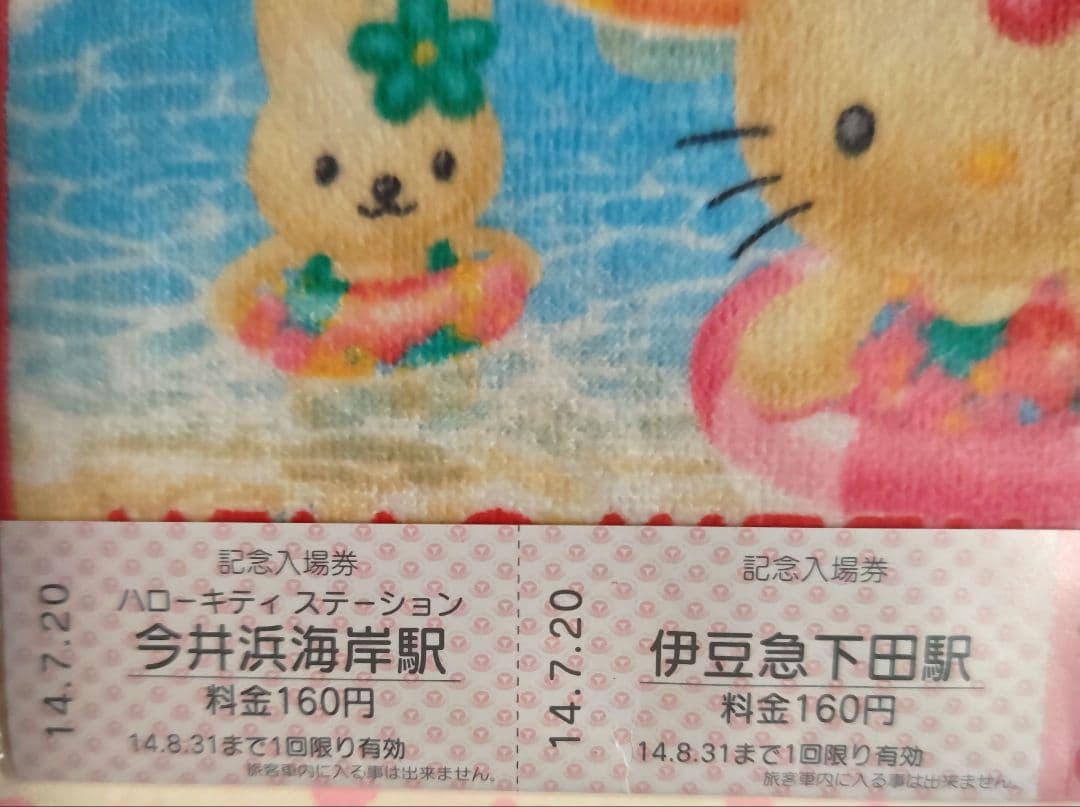 記念入場券
ハローキティ ステーション
今井浜海岸駅
料金160円
14.8.31まで1回限り有効
旅客車内に入る事は出来ません。
14.7.20
記念入場券
伊豆急下田駅
料金160円
14.8.31まで1回限り有効
旅客車内に入る事は出来ません。
14.7.20